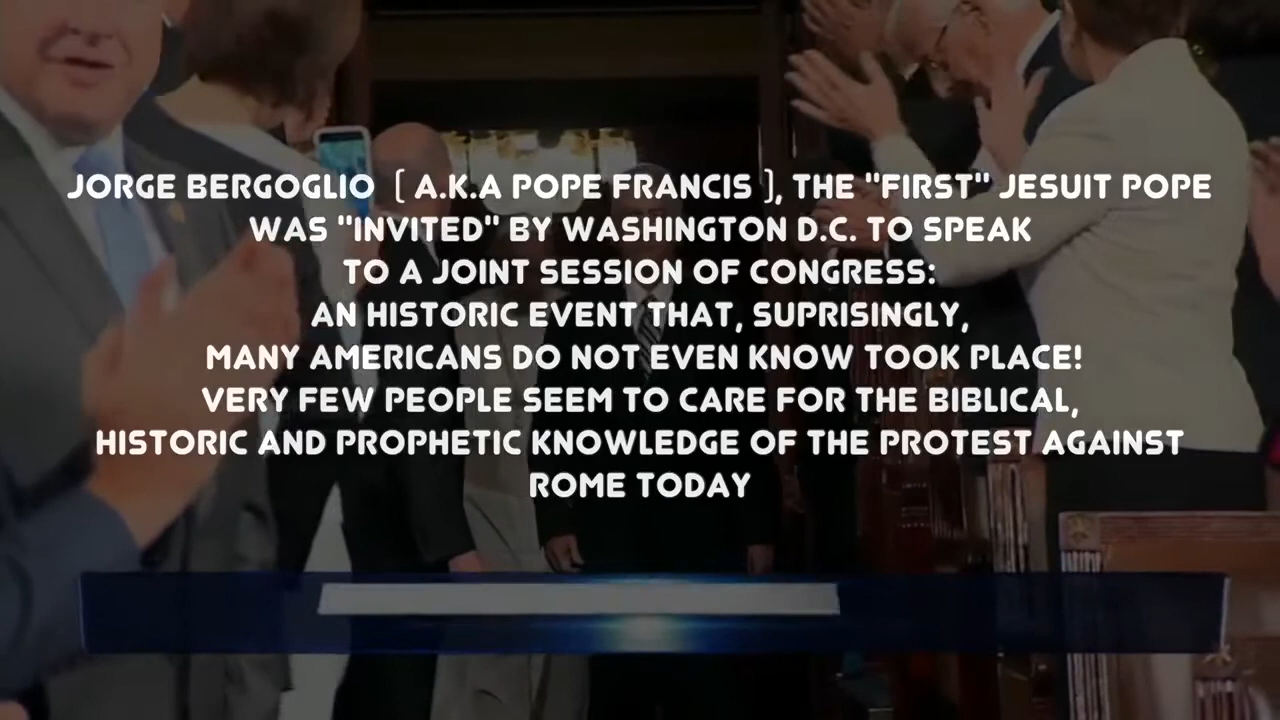 JORGE BERGOGLIO [ A.K.A POPE FRANCIS ], THE "FIRST" JESUIT POPE
WAS "INVITED" BY WASHINGTON D.C. TO SPEAK
TO A JOINT SESSION OF CONGRESS:
AN HISTORIC EVENT THAT, SUPRISINGLY,
MANY AMERICANS DO NOT EVEN KNOW TOOK PLACE!
VERY FEW PEOPLE SEEM TO CARE FOR THE BIBLICAL,
HISTORIC AND PROPHETIC KNOWLEDGE OF THE PROTEST AGAINST
ROME TODAY